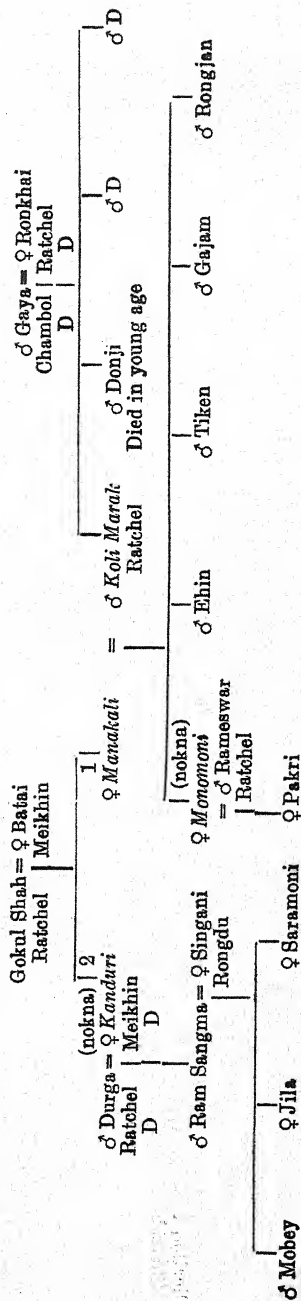 ♂ Gaya = ♀ Ronkhai
Chambol | Ratchel
D D
Gokul Shah = ♀ Batai
Ratchel | Meikhin
♂ Koli Marak
Ratchel
♂ Donji
Died in young age
♂ D
♂ D
(nokna) | 2
1 |
♂ Durga = ♀ Kanduri
Ratchel | Meikhin
D D
♀ Manakali
=
♂ Ram Sangma = ♀ Singani
Rongdu
| (nokna)
♀ Monomoni
= ♂ Rameswar
Ratchel
♂ Ehin
♂ Tiken
♂ Gajam
♂ Rongjan
♂ Mobey
♀ Jila
♀ Saramoni
♀ Pakri